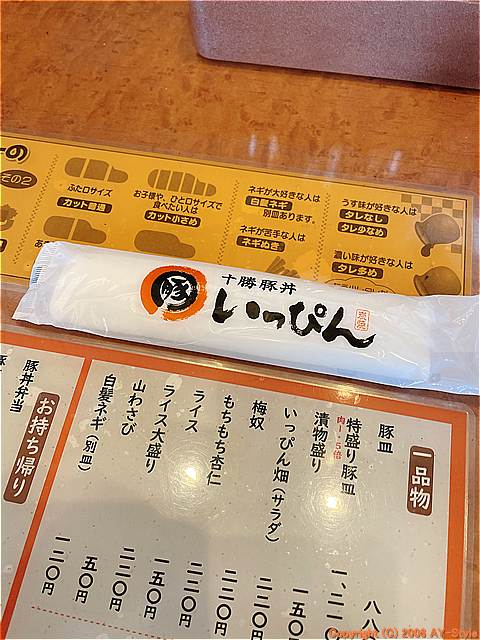 その2
ふた口サイズ
カット普通
お子様や、ひと口サイズで
食べたい人は
カット小さめ
ネギが大好きな人は
白髪ネギ
別皿あります。
ネギが苦手な人は
ネギぬき
うす味が好きな人は
タレなし
タレ少なめ
濃い味が好きな人は
タレ多め
豚
十勝豚丼
いっぴん
一品物
豚皿
特盛り豚皿
肉1.5倍
漬物盛り
いっぴん畑(サラダ)
梅奴
もちもち杏仁
ライス
ライス大盛り
山わさび
白髪ネギ(別皿)
一五〇円
二二〇円
二二〇円
一五〇円
二二〇円
一五〇円
一二〇円
お持ち帰り
豚丼弁当
Copyright (C) 2006 AY-Style